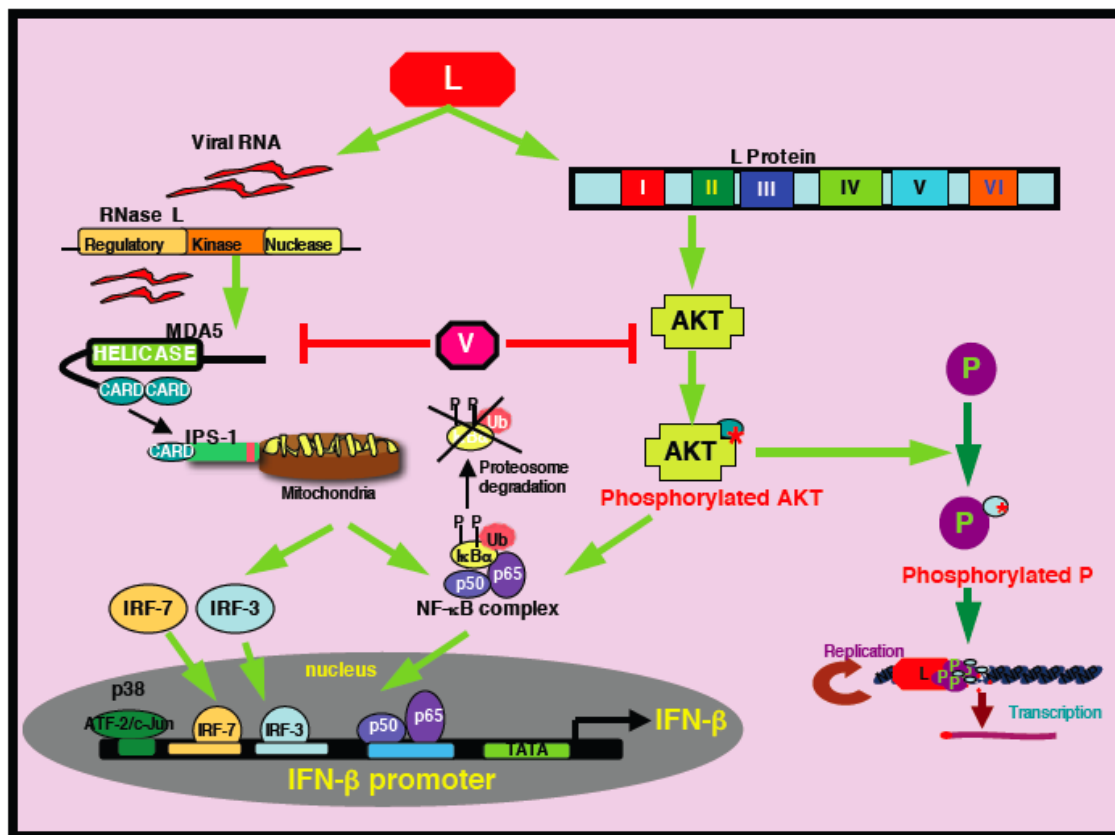 L
Viral RNA
L Protein
I II III IV V VI
RNase L
Regulatory Kinase Nuclease
MDA5
HELICASE
CARD CARD
V
AKT
P
P P
Ub
IκBα
IPS-1
CARD
Mitochondria
Proteosome
degradation
AKT
*
Phosphorylated AKT
P
*
Phosphorylated P
P P
Ub
IκBα
p50 p65
NF-κB complex
IRF-7 IRF-3
nucleus
p38
ATF-2/c-Jun
IRF-7 IRF-3
p50 p65
TATA
IFN-β
IFN-β promoter
Replication
L
P P P P
Transcription